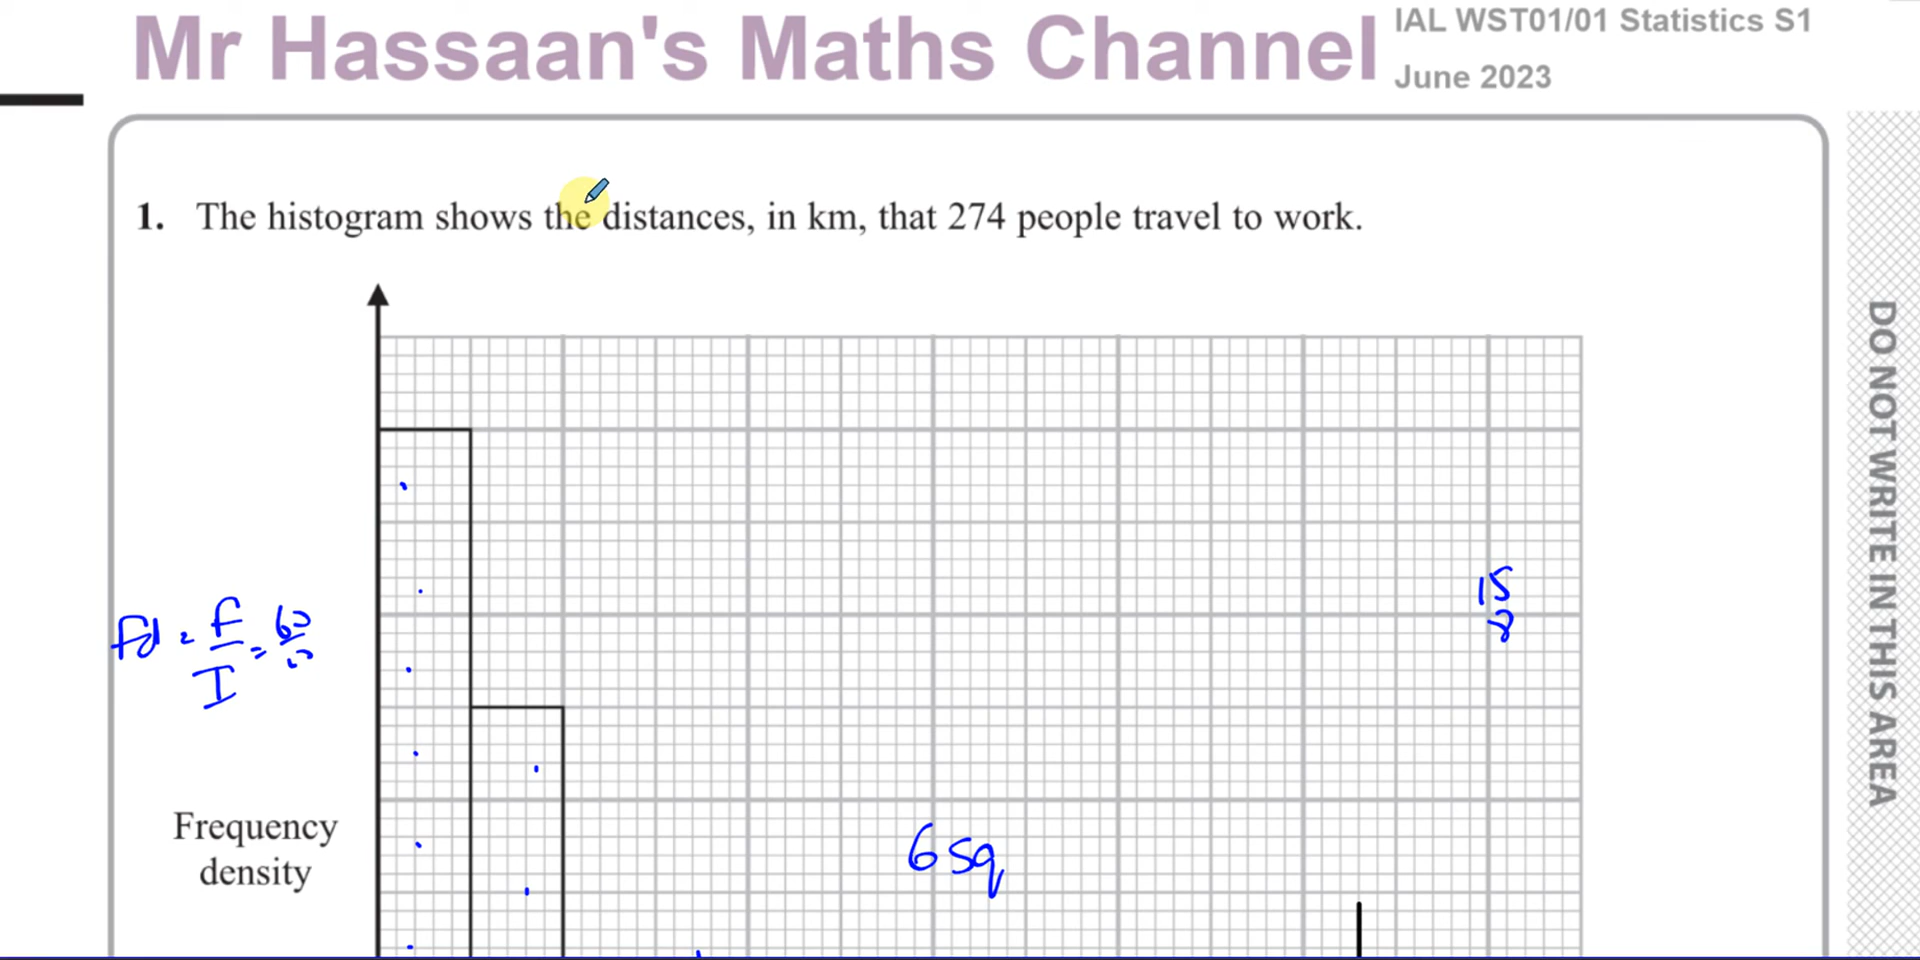 Mr Hassaan's Maths Channel
IAL WST01/01 Statistics S1
June 2023
1. The histogram shows the distances, in km, that 274 people travel to work.
15
fd = f/I = 60
Frequency
density
6 sq
DO NOT WRITE IN THIS AREA